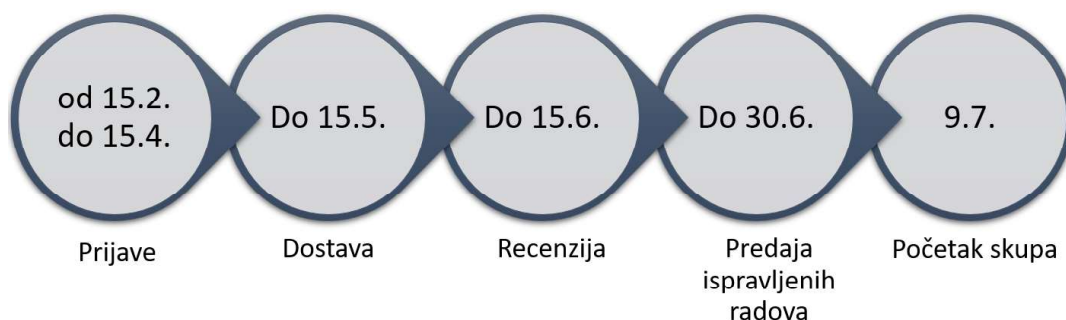 od 15.2.
do 15.4.
Do 15.5.
Do 15.6.
Do 30.6.
9.7.
Prijave
Dostava
Recenzija
Predaja
ispravljenih
radova
Početak skupa